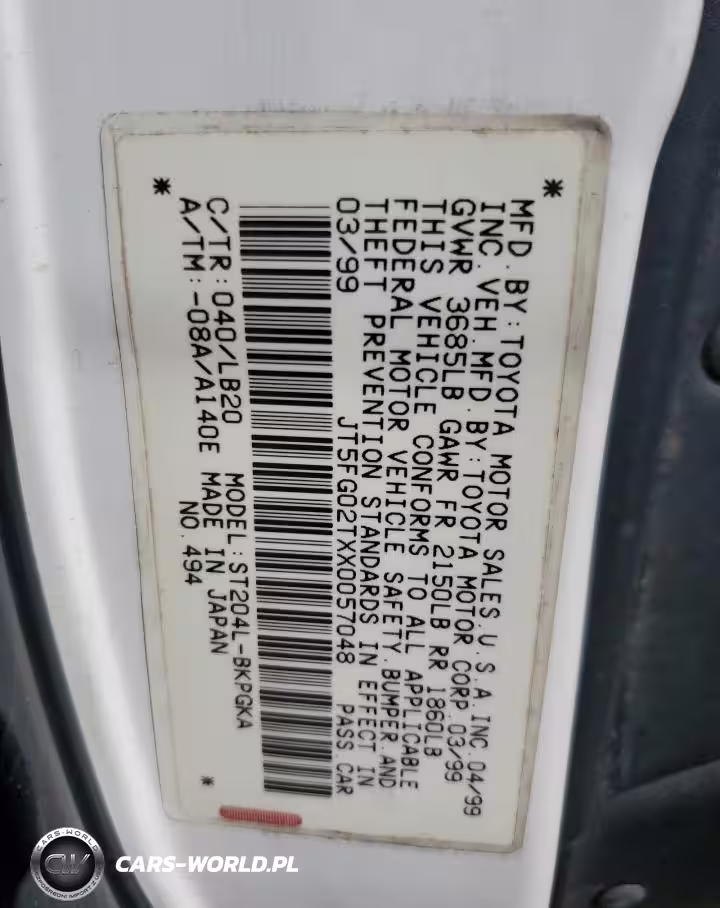 MFD.BY:TOYOTA MOTOR SALES.U.S.A.INC.04/99
INC.VEH.MFD.BY:TOYOTA MOTOR CORP.03/99
GVWR 3685LB GAWR FR 2150LB RR 1860LB
THIS VEHICLE CONFORMS TO ALL APPLICABLE
FEDERAL MOTOR VEHICLE SAFETY.BUMPER.AND
THEFT PREVENTION STANDARDS IN EFFECT IN
03/99 JT5FG02TXX0057048 PASS.CAR
C/TR:040/LB20 MODEL:ST204L-BKPGKA
A/TM:-08A/A140E MADE IN JAPAN
NO.494
CARS-WORLD
CW
CARS-WORLD.PL